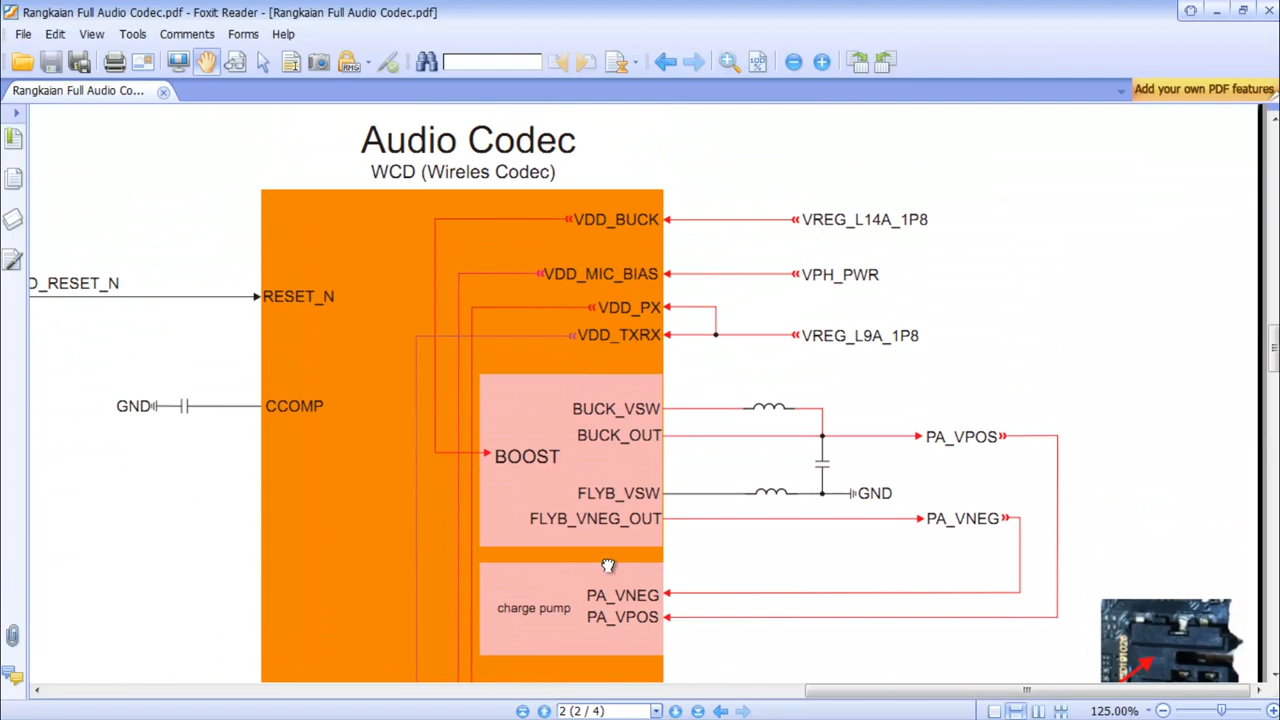 Rangkaian Full Audio Codec.pdf - Foxit Reader - [Rangkaian Full Audio Codec.pdf]
File Edit View Tools Comments Forms Help
Rangkaian Full Audio Co...
Add your own PDF features
Audio Codec
WCD (Wireles Codec)
VDD_BUCK
VREG_L14A_1P8
VDD_MIC_BIAS
VPH_PWR
D_RESET_N
RESET_N
VDD_PX
VDD_TXRX
VREG_L9A_1P8
GND
CCOMP
BUCK_VSW
BUCK_OUT
PA_VPOS
BOOST
FLYB_VSW
GND
FLYB_VNEG_OUT
PA_VNEG
PA_VNEG
charge pump
PA_VPOS
2 (2 / 4)
125.00%